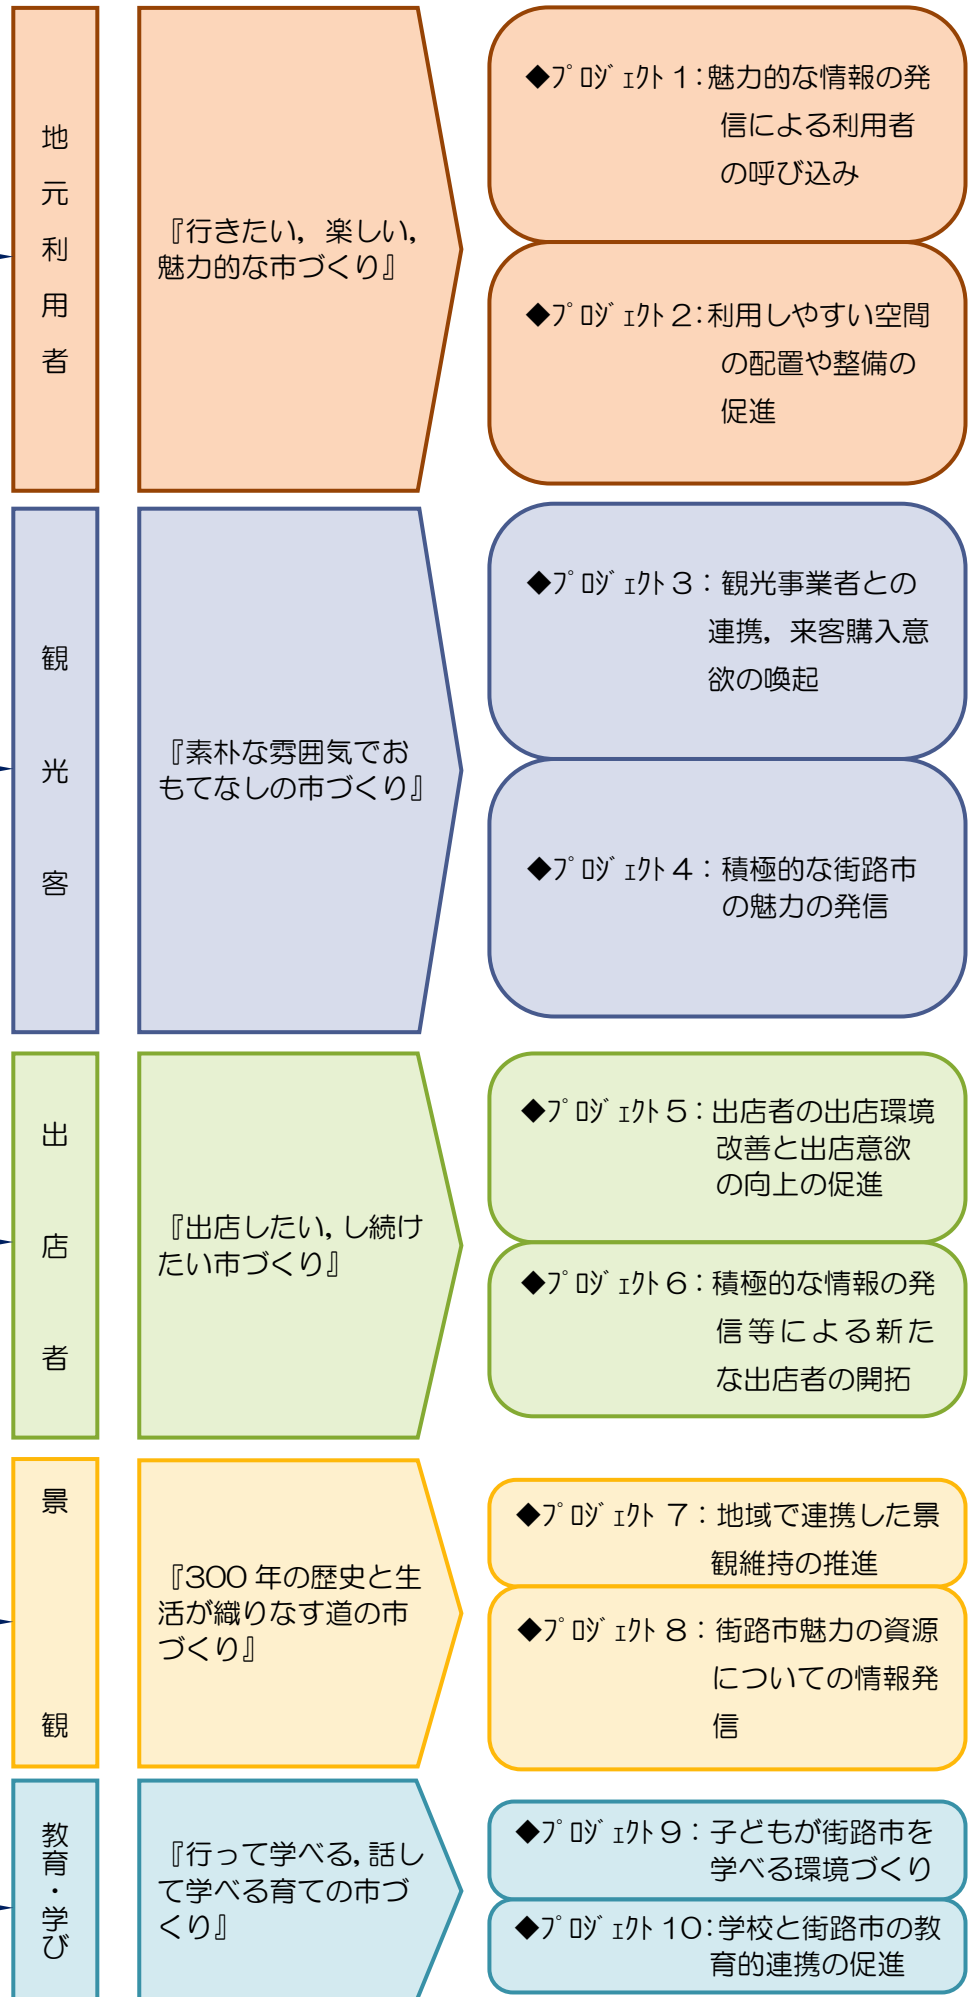 地元利用者
『行きたい，楽しい，
魅力的な市づくり』
◆ﾌﾟﾛｼﾞｪｸﾄ 1：魅力的な情報の発
信による利用者
の呼び込み
◆ﾌﾟﾛｼﾞｪｸﾄ 2：利用しやすい空間
の配置や整備の
促進
観光客
『素朴な雰囲気でお
もてなしの市づくり』
◆ﾌﾟﾛｼﾞｪｸﾄ 3：観光事業者との
連携，来客購入意
欲の喚起
◆ﾌﾟﾛｼﾞｪｸﾄ 4：積極的な街路市
の魅力の発信
出店者
『出店したい，し続け
たい市づくり』
◆ﾌﾟﾛｼﾞｪｸﾄ 5：出店者の出店環境
改善と出店意欲
の向上の促進
◆ﾌﾟﾛｼﾞｪｸﾄ 6：積極的な情報の発
信等による新た
な出店者の開拓
景観
『300 年の歴史と生
活が織りなす道の市
づくり』
◆ﾌﾟﾛｼﾞｪｸﾄ 7：地域で連携した景
観維持の推進
◆ﾌﾟﾛｼﾞｪｸﾄ 8：街路市魅力の資源
についての情報発
信
教育・学び
『行って学べる，話し
て学べる育ての市づ
くり』
◆ﾌﾟﾛｼﾞｪｸﾄ 9：子どもが街路市を
学べる環境づくり
◆ﾌﾟﾛｼﾞｪｸﾄ 10：学校と街路市の教
育的連携の促進